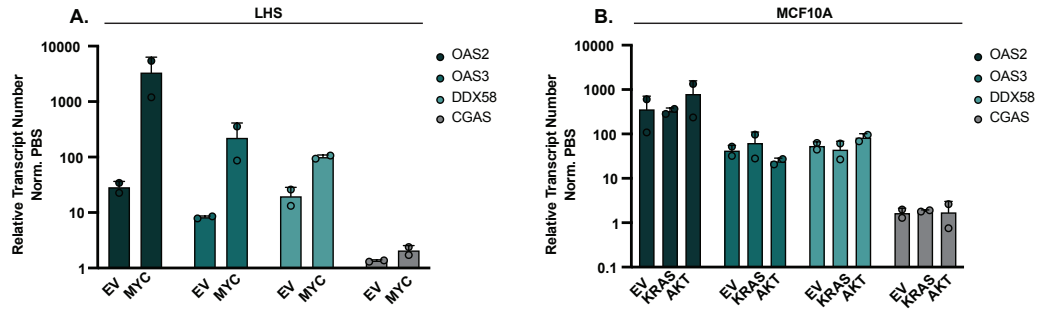 A.
LHS
Relative Transcript Number
Norm. PBS
10000
1000
100
10
1
EV
MYC
EV
MYC
EV
MYC
EV
MYC
OAS2
OAS3
DDX58
CGAS
B.
MCF10A
Relative Transcript Number
Norm. PBS
10000
1000
100
10
1
0.1
EV
KRAS
AKT
EV
KRAS
AKT
EV
KRAS
AKT
EV
KRAS
AKT
OAS2
OAS3
DDX58
CGAS